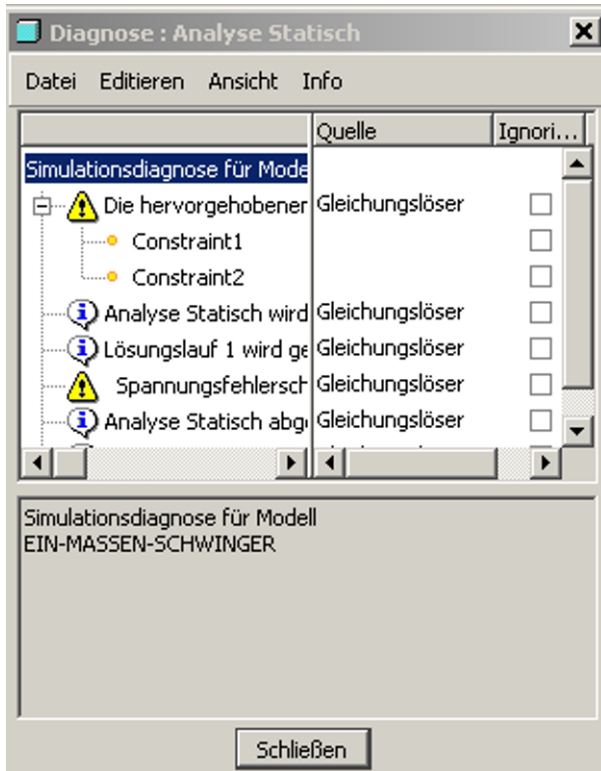 Diagnose : Analyse Statisch
Datei Editieren Ansicht Info
Quelle Ignori...
Simulationsdiagnose für Mode
Die hervorgehobener Gleichungslöser
Constraint1
Constraint2
Analyse Statisch wird Gleichungslöser
Lösungslauf 1 wird ge Gleichungslöser
Spannungsfehlersch Gleichungslöser
Analyse Statisch abg Gleichungslöser
Simulationsdiagnose für Modell
EIN-MASSEN-SCHWINGER
Schließen